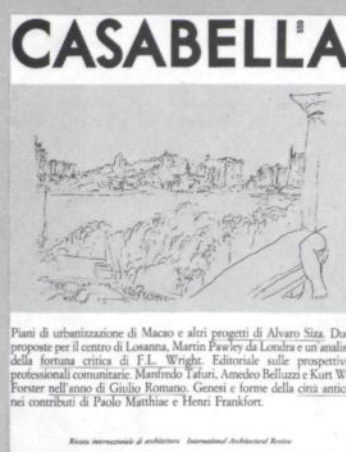 CASABELLA
550
Piani di urbanizzazione di Macao e altri progetti di Alvaro Siza. Due
proposte per il centro di Losanna, Martin Pawley da Londra e un'analisi
della fortuna critica di F.L. Wright. Editoriale sulle prospettive
professionali comunitarie. Manfredo Tafuri, Amedeo Belluzzi e Kurt W.
Forster nell'anno di Giulio Romano. Genesi e forme della città antica
nei contributi di Paolo Matthiae e Henri Frankfort.
Rivista internazionale di architettura International Architectural Review